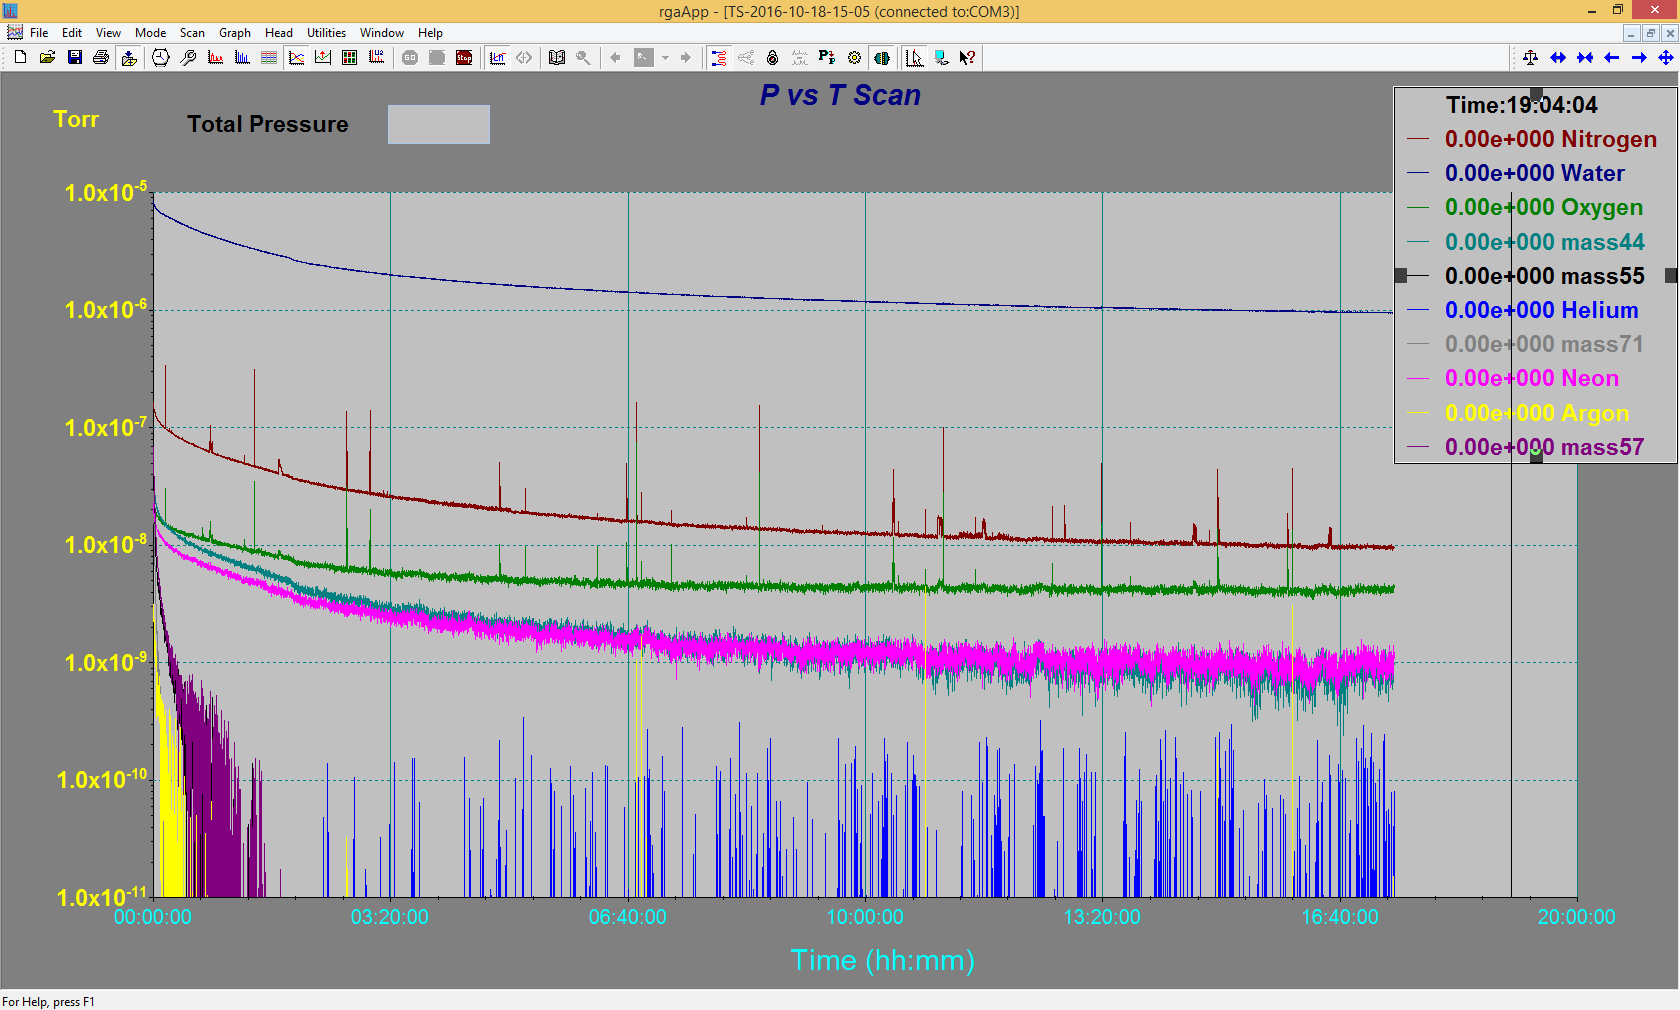 rgaApp - [TS-2016-10-18-15-05 (connected to:COM3)]
File Edit View Mode Scan Graph Head Utilities Window Help
GO Stop
P vs T Scan
Torr
Total Pressure
Time:19:04:04
0.00e+000 Nitrogen
0.00e+000 Water
0.00e+000 Oxygen
0.00e+000 mass44
0.00e+000 mass55
0.00e+000 Helium
0.00e+000 mass71
0.00e+000 Neon
0.00e+000 Argon
0.00e+000 mass57
1.0x10-5
1.0x10-6
1.0x10-7
1.0x10-8
1.0x10-9
1.0x10-10
1.0x10-11
00:00:00 03:20:00 06:40:00 10:00:00 13:20:00 16:40:00 20:00:00
Time (hh:mm)
For Help, press F1